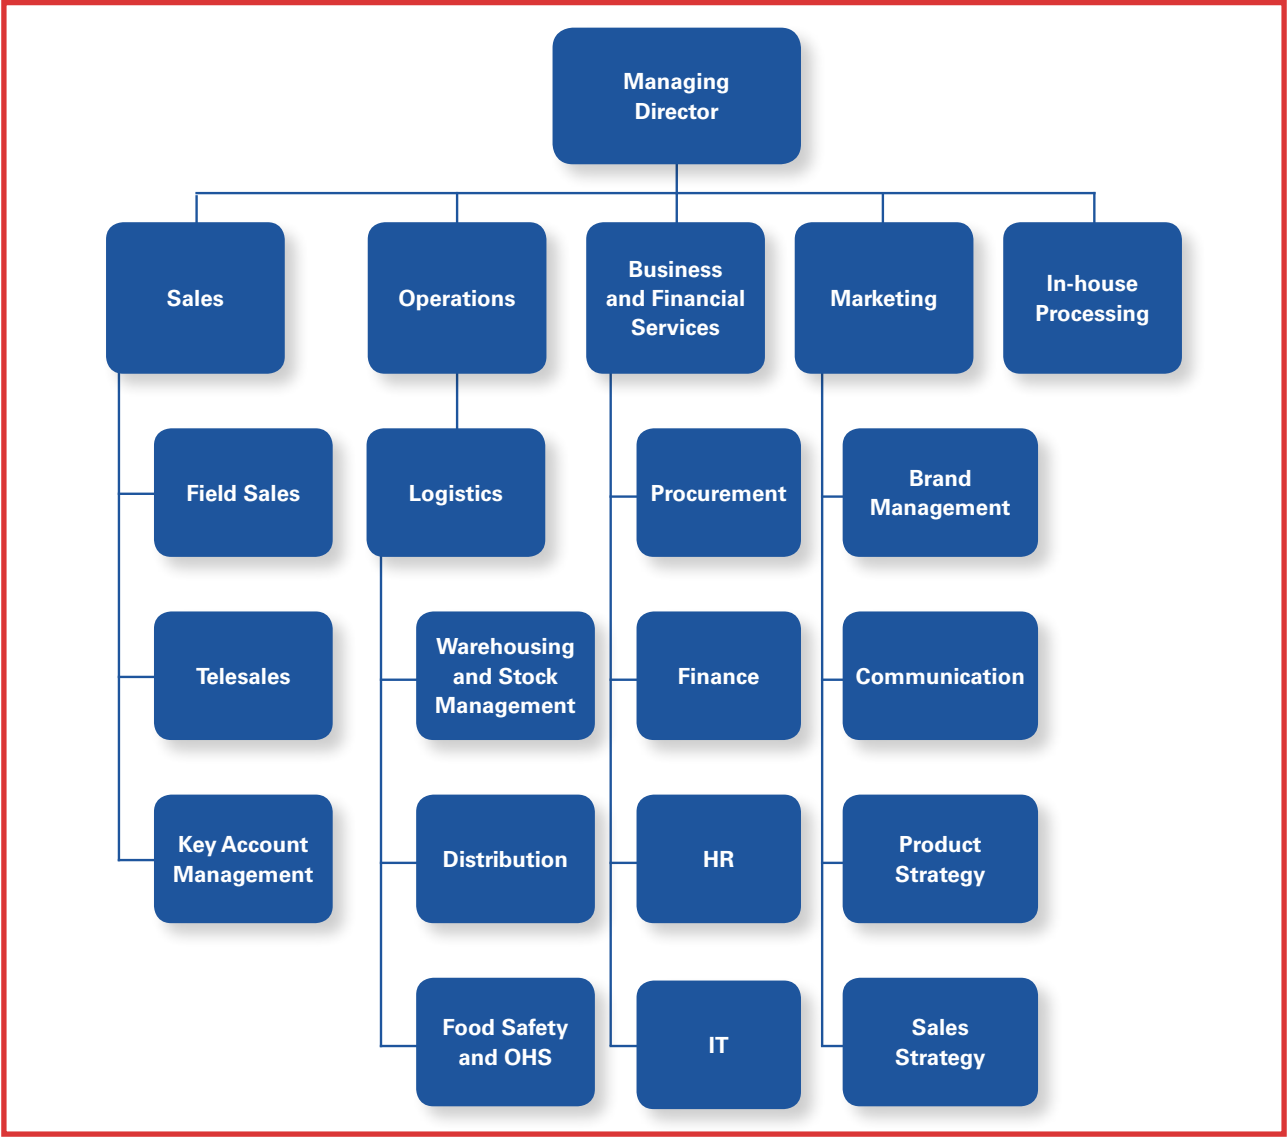 Managing
Director
Sales
Operations
Business
and Financial
Services
Marketing
In-house
Processing
Field Sales
Logistics
Procurement
Brand
Management
Telesales
Warehousing
and Stock
Management
Finance
Communication
Key Account
Management
Distribution
HR
Product
Strategy
Food Safety
and OHS
IT
Sales
Strategy